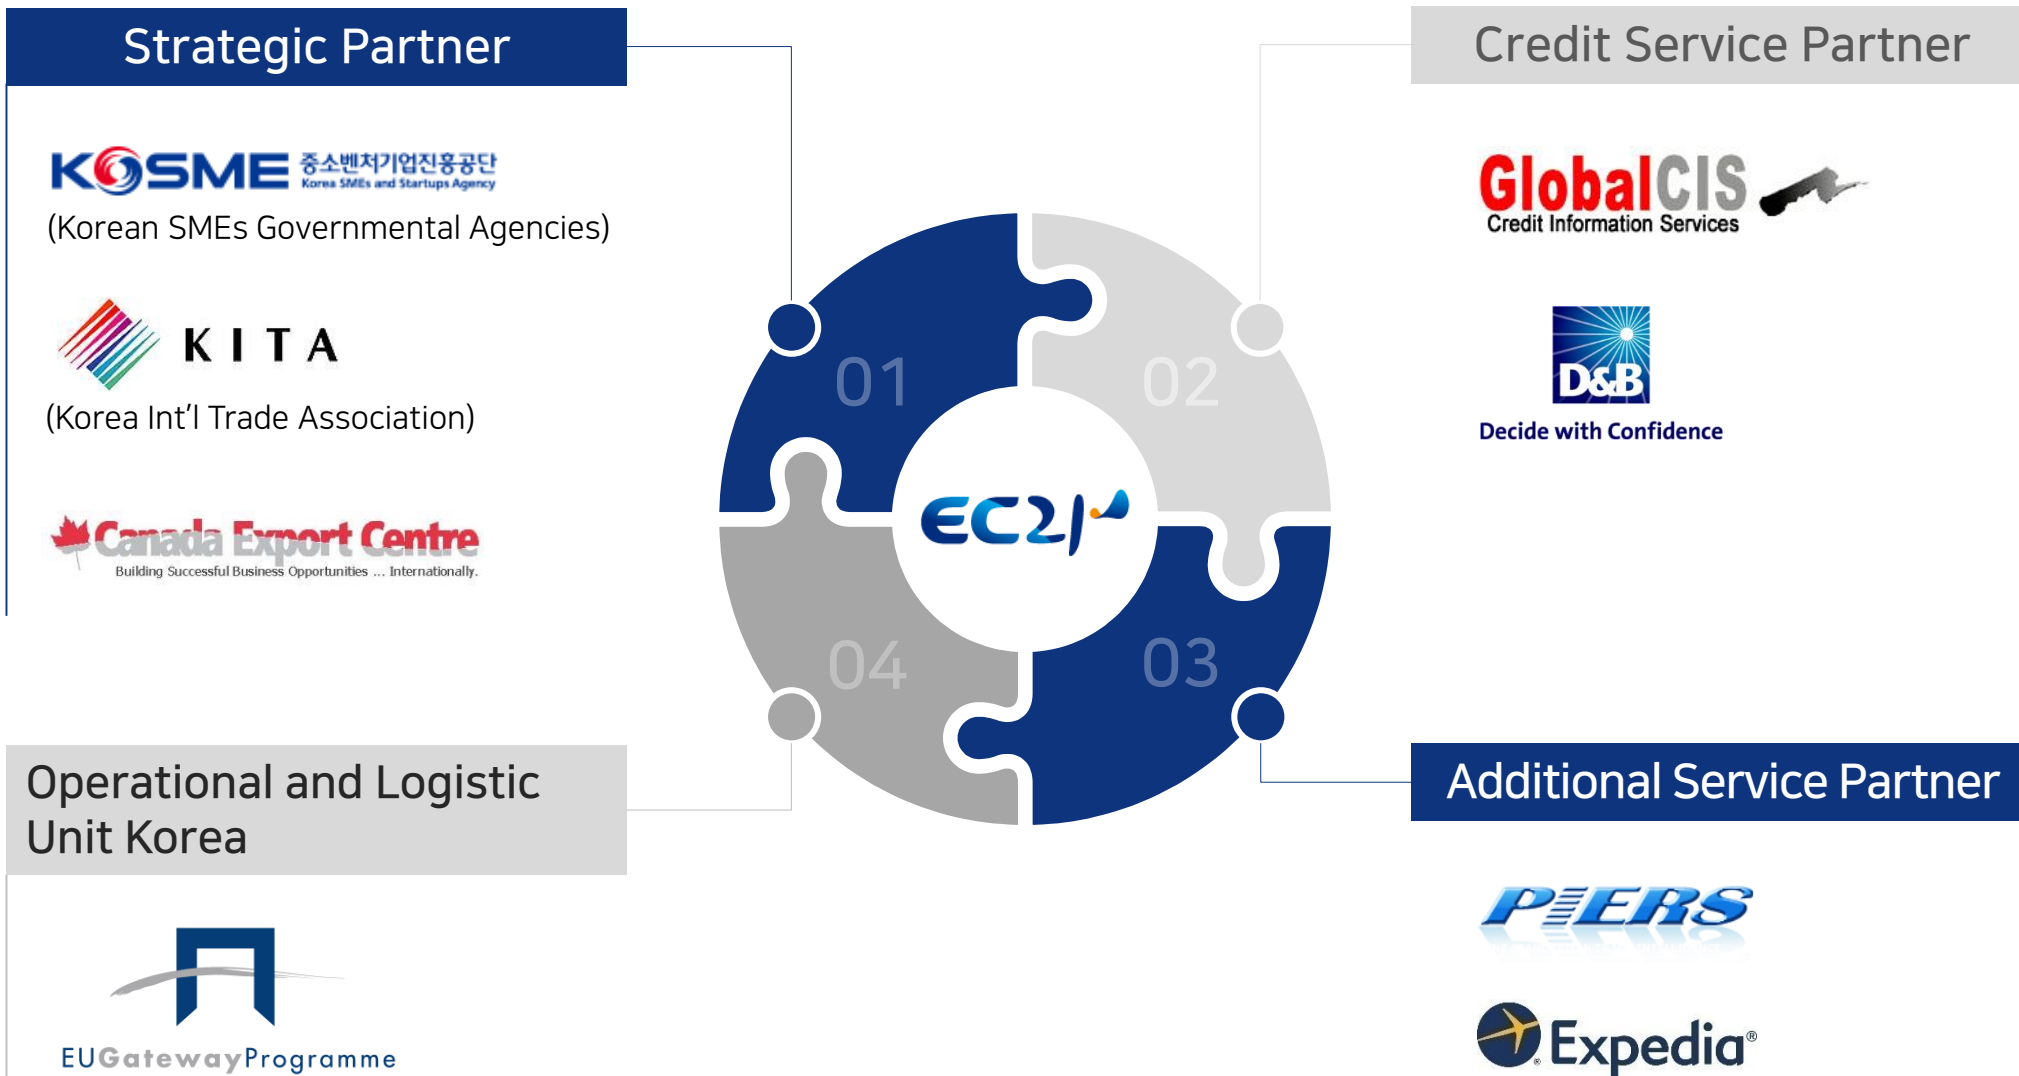 Strategic Partner
KOSME 중소벤처기업진흥공단
Korea SMEs and Startups Agency
(Korean SMEs Governmental Agencies)
KITA
(Korea Int'l Trade Association)
Canada Export Centre
Building Successful Business Opportunities ... Internationally.
Credit Service Partner
GlobalCIS
Credit Information Services
D&B
Decide with Confidence
01
02
EC21
04
03
Operational and Logistic
Unit Korea
EUGatewayProgramme
Additional Service Partner
PIERS
Expedia®